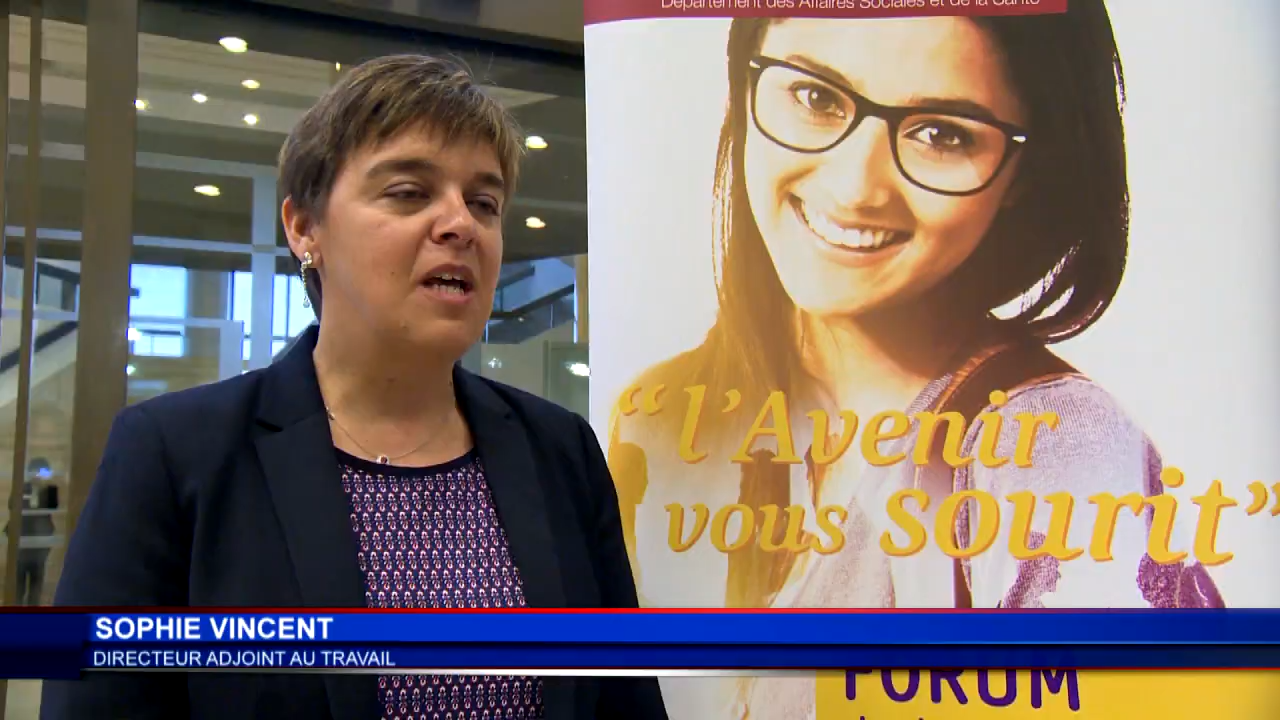 Département des Affaires Sociales et de la Santé
“ l'Avenir
vous sourit”
SOPHIE VINCENT
DIRECTEUR ADJOINT AU TRAVAIL
FORUM